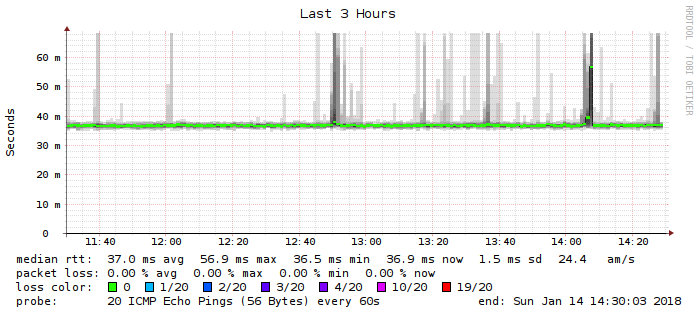 Last 3 Hours
RRDTOOL / TOBI OETIKER
Seconds
60 m
50 m
40 m
30 m
20 m
10 m
0
11:40 12:00 12:20 12:40 13:00 13:20 13:40 14:00 14:20
median rtt: 37.0 ms avg 56.9 ms max 36.5 ms min 36.9 ms now 1.5 ms sd 24.4 am/s
packet loss: 0.00 % avg 0.00 % max 0.00 % min 0.00 % now
loss color: 0 1/20 2/20 3/20 4/20 10/20 19/20
probe: 20 ICMP Echo Pings (56 Bytes) every 60s end: Sun Jan 14 14:30:03 2018